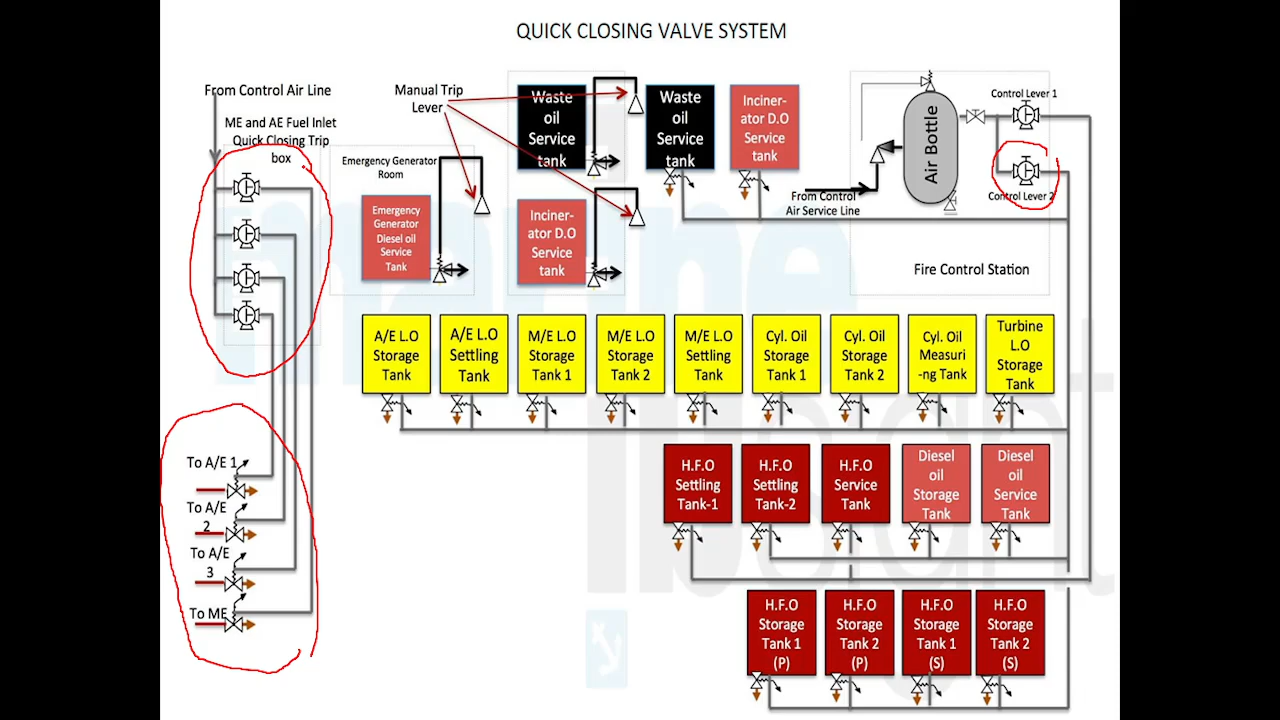 QUICK CLOSING VALVE SYSTEM
From Control Air Line
ME and AE Fuel Inlet
Quick Closing Trip
box
Manual Trip
Lever
Emergency Generator
Room
Emergency
Generator
Diesel oil
Service
Tank
Waste
oil
Service
tank
Inciner-
ator D.O
Service
tank
Waste
oil
Service
tank
Inciner-
ator D.O
Service
tank
From Control
Air Service Line
Air Bottle
Control Lever 1
Control Lever 2
Fire Control Station
A/E L.O
Storage
Tank
A/E L.O
Settling
Tank
M/E L.O
Storage
Tank 1
M/E L.O
Storage
Tank 2
M/E L.O
Settling
Tank
Cyl. Oil
Storage
Tank 1
Cyl. Oil
Storage
Tank 2
Cyl. Oil
Measuri
-ng Tank
Turbine
L.O
Storage
Tank
To A/E 1
To A/E
2
To A/E
3
To ME
H.F.O
Settling
Tank-1
H.F.O
Settling
Tank-2
H.F.O
Service
Tank
Diesel
oil
Storage
Tank
Diesel
oil
Service
Tank
H.F.O
Storage
Tank 1
(P)
H.F.O
Storage
Tank 2
(P)
H.F.O
Storage
Tank 1
(S)
H.F.O
Storage
Tank 2
(S)